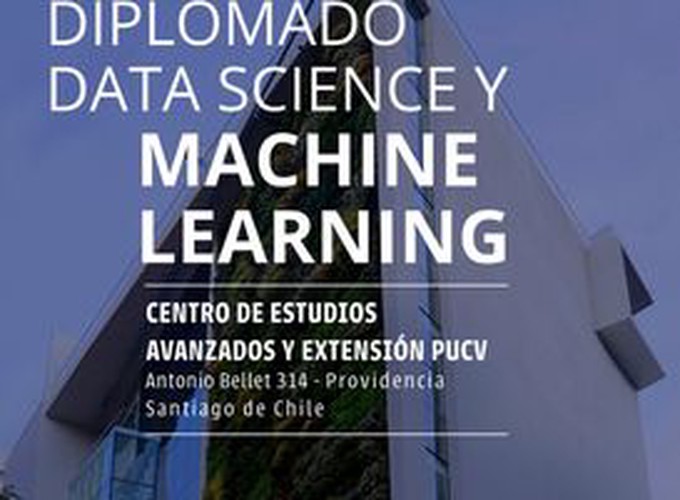 DIPLOMADO
DATA SCIENCE Y
MACHINE
LEARNING
CENTRO DE ESTUDIOS
AVANZADOS Y EXTENSIÓN PUCV
Antonio Bellet 314 - Providencia
Santiago de Chile